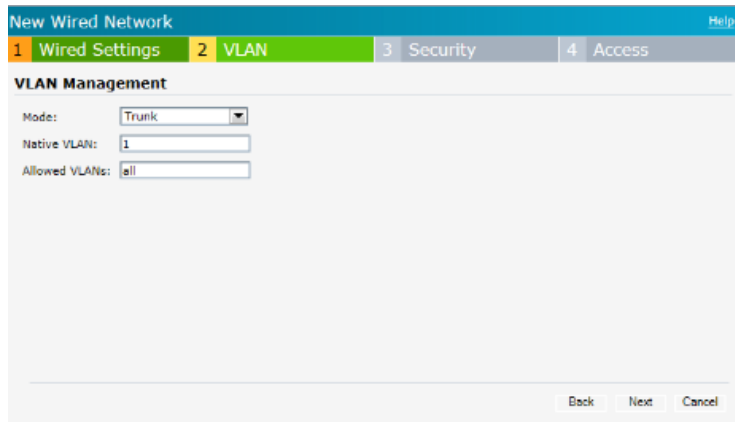 New Wired Network Help
1 Wired Settings 2 VLAN 3 Security 4 Access
VLAN Management
Mode: Trunk
Native VLAN: 1
Allowed VLANs: all
Back Next Cancel